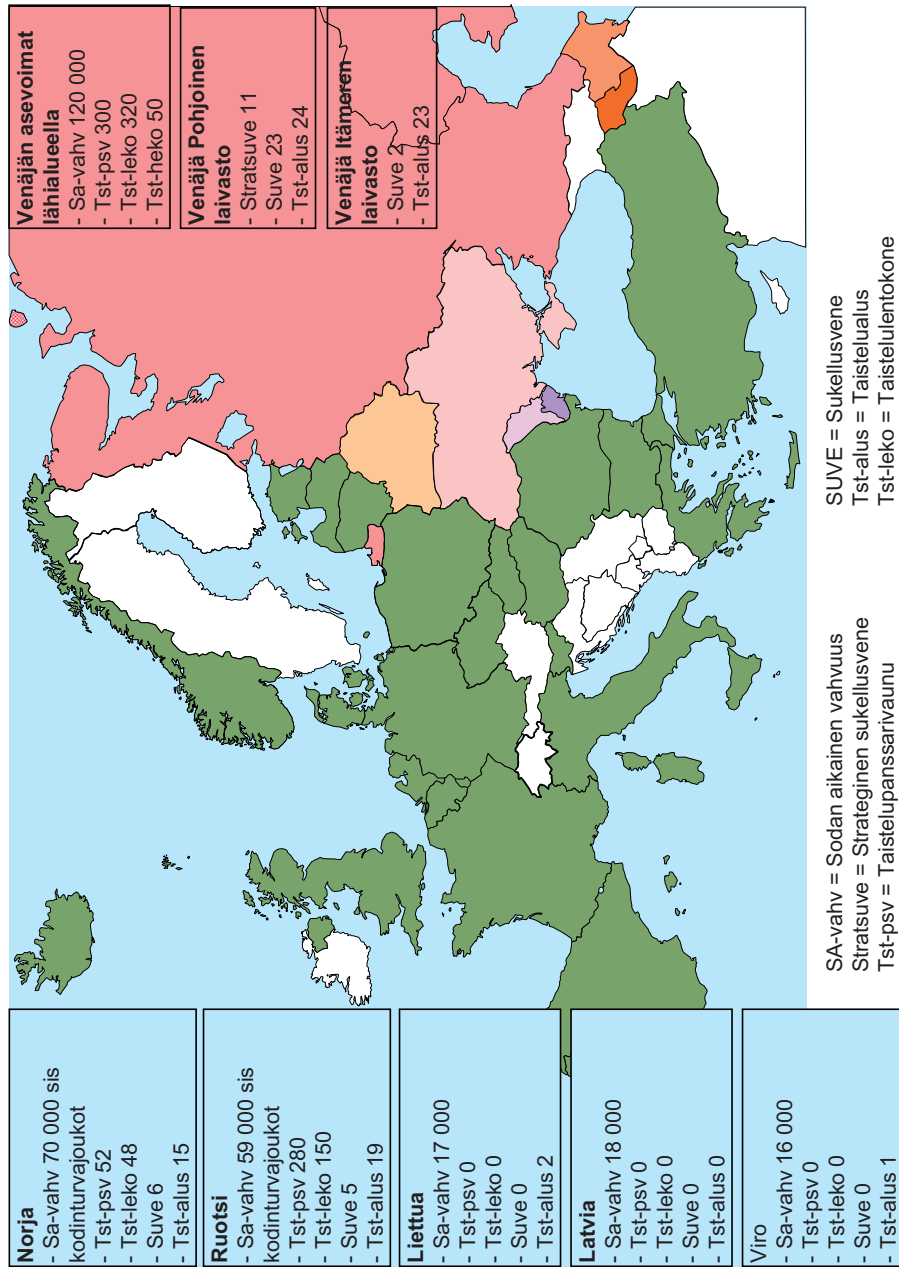 Norja
- Sa-vahv 70 000 sis
kodinturvajoukot
- Tst-psv 52
- Tst-leko 48
- Suve 6
- Tst-alus 15
Ruotsi
- Sa-vahv 59 000 sis
kodinturvajoukot
- Tst-psv 280
- Tst-leko 150
- Suve 5
- Tst-alus 19
Liettua
- Sa-vahv 17 000
- Tst-psv 0
- Tst-leko 0
- Suve 0
- Tst-alus 2
Latvia
- Sa-vahv 18 000
- Tst-psv 0
- Tst-leko 0
- Suve 0
- Tst-alus 0
Viro
- Sa-vahv 16 000
- Tst-psv 0
- Tst-leko 0
- Suve 0
- Tst-alus 1
Venäjän asevoimat
lähialueella
- Sa-vahv 120 000
- Tst-psv 300
- Tst-leko 320
- Tst-heko 50
Venäjä Pohjoinen
laivasto
- Stratsuve 11
- Suve 23
- Tst-alus 24
Venäjä Itämeren
laivasto
- Suve 2
- Tst-alus 23
SA-vahv = Sodan aikainen vahvuus
Stratsuve = Strateginen sukellusvene
Tst-psv = Taistelupanssarivaunu
SUVE = Sukellusvene
Tst-alus = Taistelualus
Tst-leko = Taistelulentokone